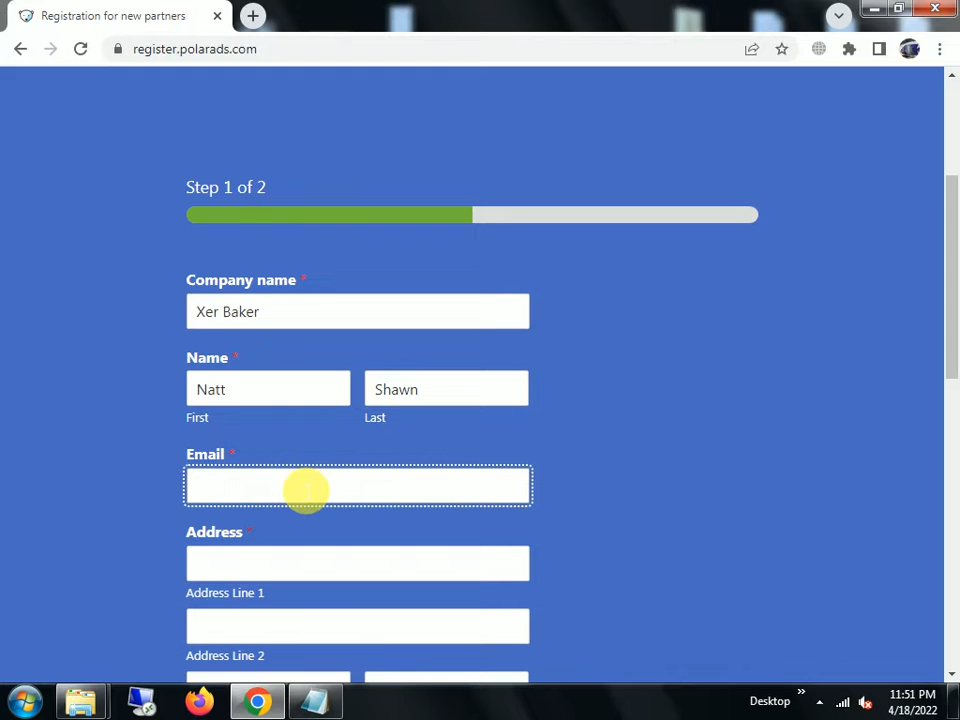 Registration for new partners
register.polarads.com
Step 1 of 2
Company name *
Xer Baker
Name *
Natt Shawn
First Last
Email *
Address *
Address Line 1
Address Line 2
Desktop
11:51 PM
4/18/2022